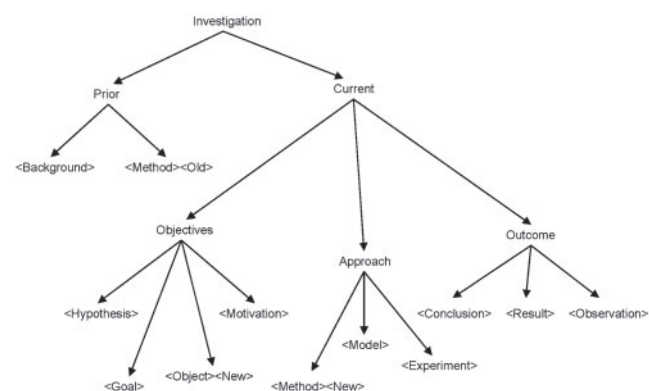 Investigation
Prior
Current
<Background>
<Method><Old>
Objectives
Outcome
Approach
<Hypothesis>
<Motivation>
<Conclusion>
<Result>
<Observation>
<Model>
<Experiment>
<Goal>
<Object><New>
<Method><New>